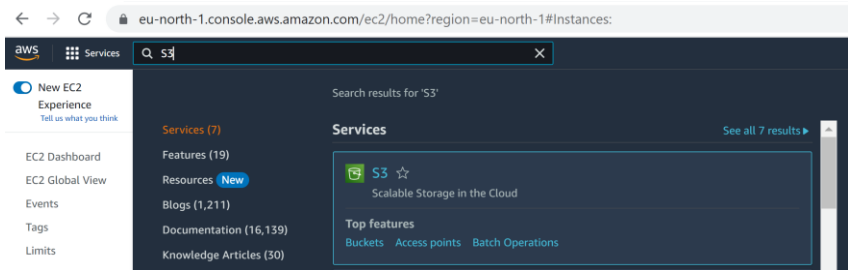 eu-north-1.console.aws.amazon.com/ec2/home?region=eu-north-1#Instances:
aws Services S3
New EC2
Experience
Tell us what you think
EC2 Dashboard
EC2 Global View
Events
Tags
Limits
Services (7)
Features (19)
Resources New
Blogs (1,211)
Documentation (16,139)
Knowledge Articles (30)
Search results for 'S3'
Services See all 7 results
S3
Scalable Storage in the Cloud
Top features
Buckets Access points Batch Operations